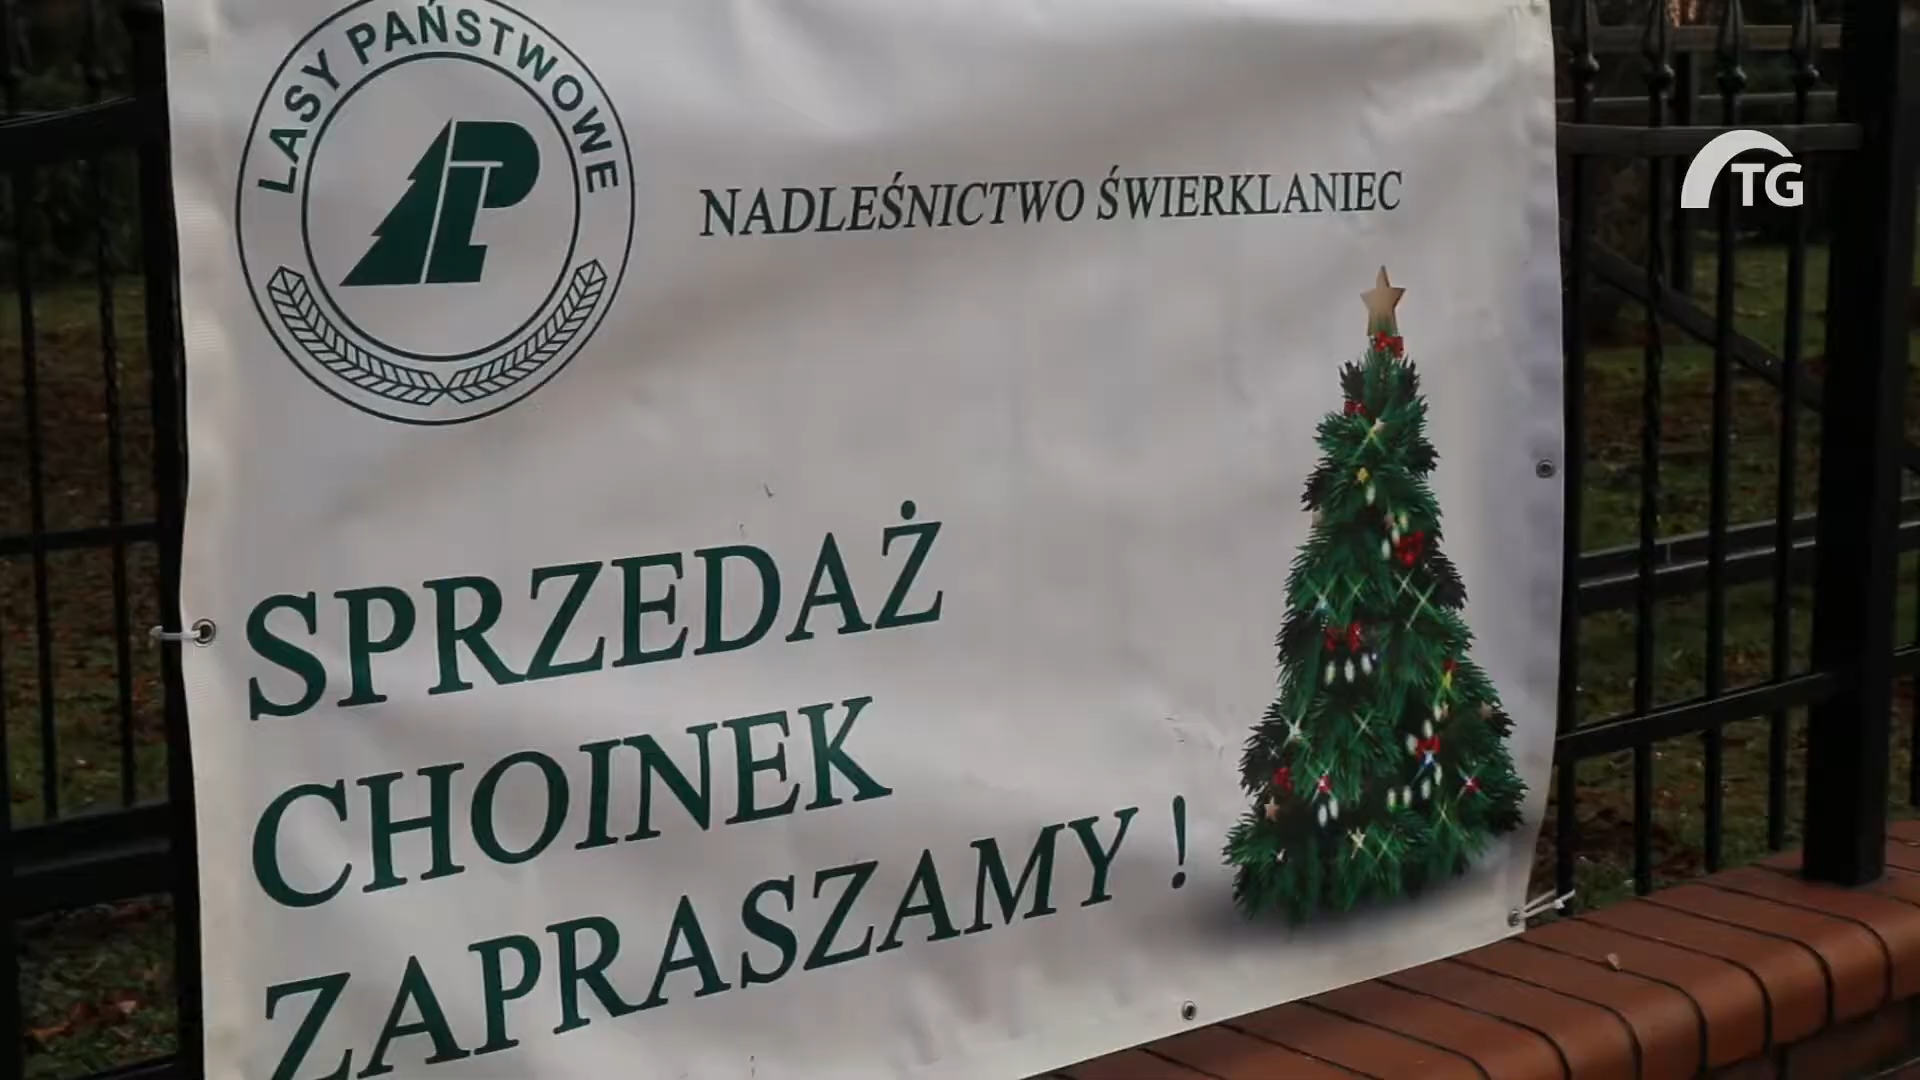 LASY PAŃSTWOWE
LP
NADLEŚNICTWO ŚWIERKLANIEC
TG
SPRZEDAŻ
CHOINEK
ZAPRASZAMY !